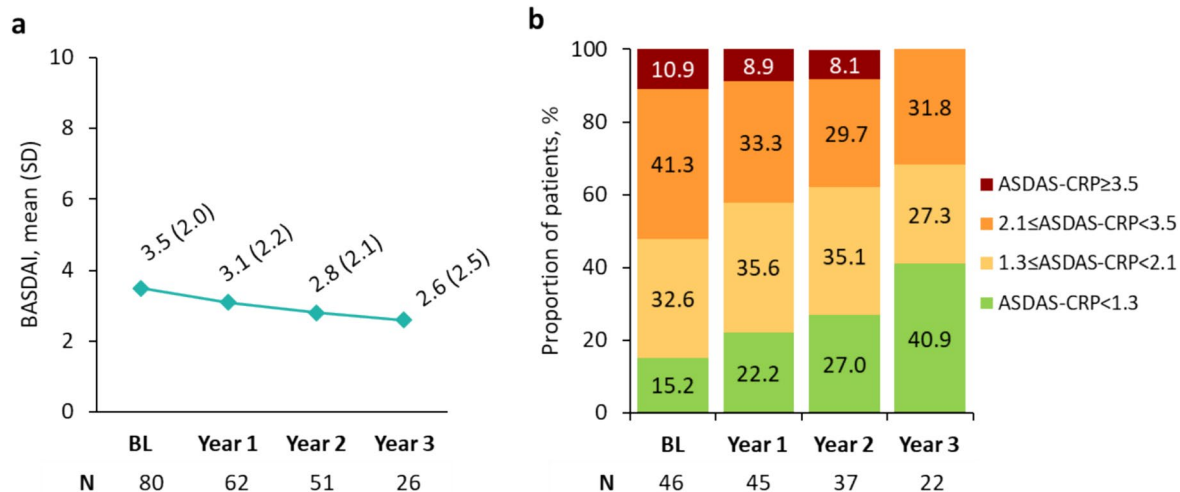 a
BASDAI, mean (SD)
10
8
6
4
2
0
3.5 (2.0)
3.1 (2.2)
2.8 (2.1)
2.6 (2.5)
BL Year 1 Year 2 Year 3
N 80 62 51 26
b
Proportion of patients, %
100
80
60
40
20
0
10.9 8.9 8.1
41.3 33.3 29.7 31.8
32.6 35.6 35.1 27.3
15.2 22.2 27.0 40.9
BL Year 1 Year 2 Year 3
N 46 45 37 22
ASDAS-CRP≥3.5
2.1≤ASDAS-CRP<3.5
1.3≤ASDAS-CRP<2.1
ASDAS-CRP<1.3